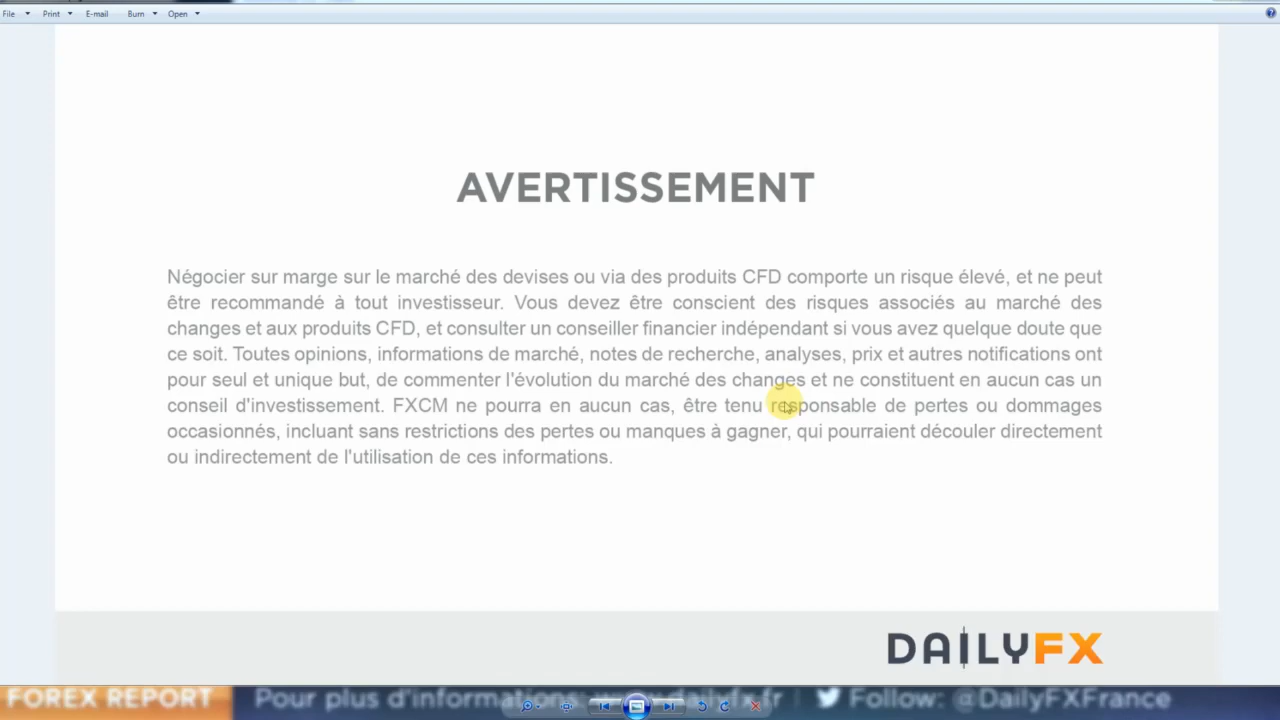 File Print E-mail Burn Open
AVERTISSEMENT
Négocier sur marge sur le marché des devises ou via des produits CFD comporte un risque élevé, et ne peut
être recommandé à tout investisseur. Vous devez être conscient des risques associés au marché des
changes et aux produits CFD, et consulter un conseiller financier indépendant si vous avez quelque doute que
ce soit. Toutes opinions, informations de marché, notes de recherche, analyses, prix et autres notifications ont
pour seul et unique but, de commenter l'évolution du marché des changes et ne constituent en aucun cas un
conseil d'investissement. FXCM ne pourra en aucun cas, être tenu responsable de pertes ou dommages
occasionnés, incluant sans restrictions des pertes ou manques à gagner, qui pourraient découler directement
ou indirectement de l'utilisation de ces informations.
DAILYFX
FOREX REPORT Pour plus d'informations: dailyfx.fr | Follow: @DailyFXFrance